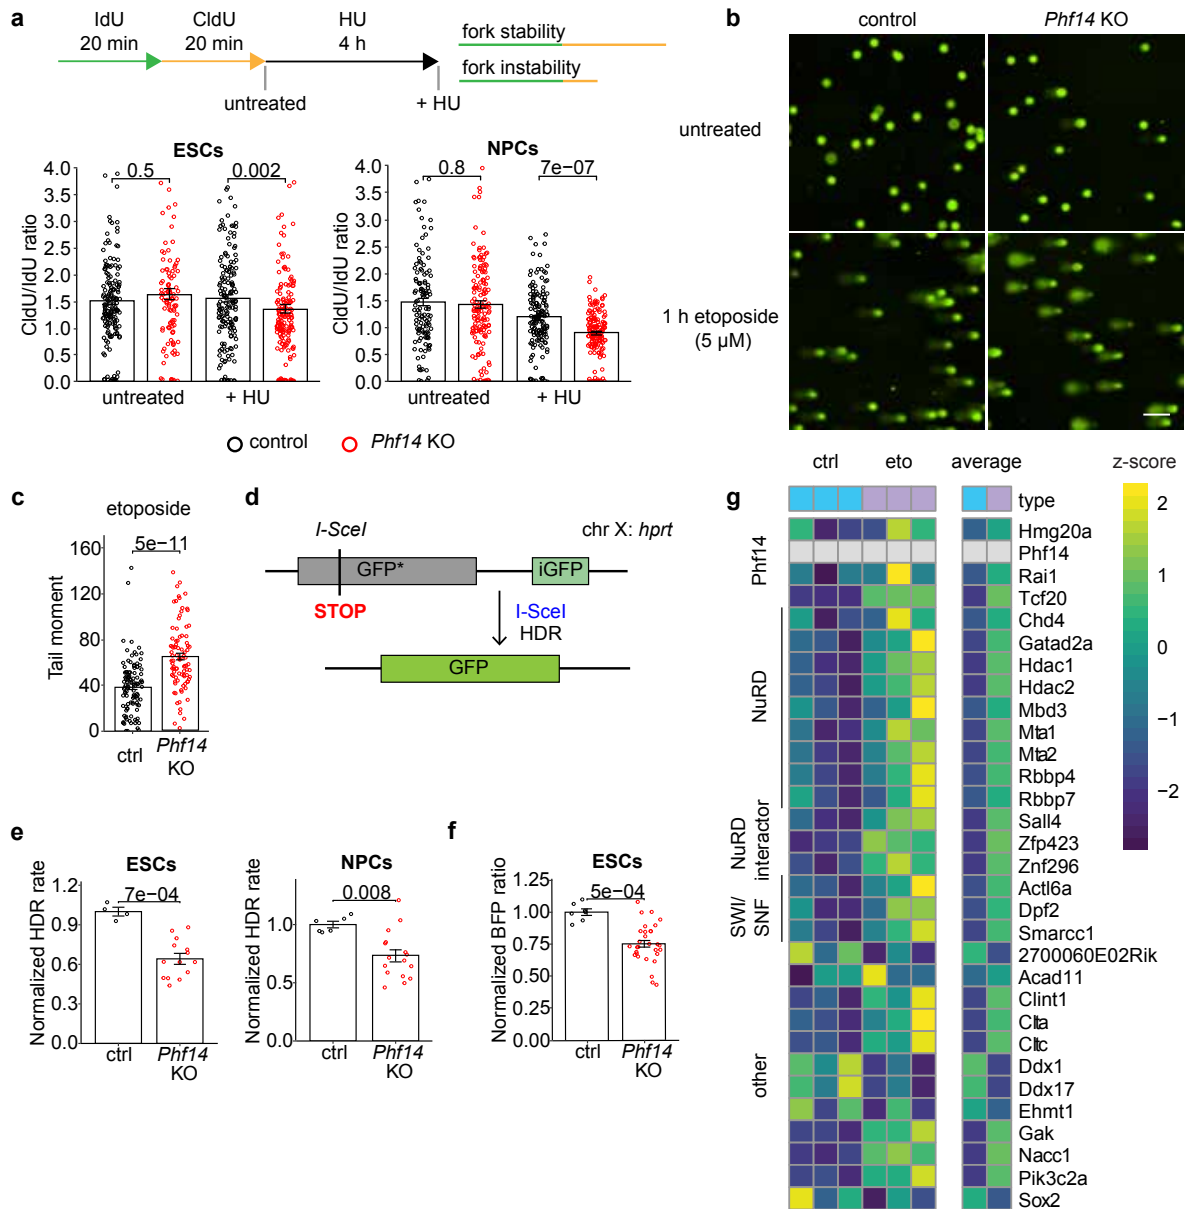 a
IdU
20 min
CldU
20 min
HU
4 h
untreated
+ HU
fork stability
fork instability
ESCs
CldU/IdU ratio
4.0
3.5
3.0
2.5
2.0
1.5
1.0
0.5
0.0
0.5
0.002
untreated
+ HU
NPCs
CldU/IdU ratio
4.0
3.5
3.0
2.5
2.0
1.5
1.0
0.5
0.0
0.8
7e−07
untreated
+ HU
control
Phf14 KO
b
control
Phf14 KO
untreated
1 h etoposide
(5 µM)
c
etoposide
Tail moment
160
120
80
40
0
5e−11
ctrl
Phf14
KO
d
I-SceI
chr X: hprt
GFP*
iGFP
STOP
I-SceI
HDR
GFP
e
ESCs
Normalized HDR rate
1.2
0.9
0.6
0.3
0.0
7e−04
ctrl
Phf14
KO
NPCs
Normalized HDR rate
1.0
0.5
0.0
0.008
ctrl
Phf14
KO
f
ESCs
Normalized BFP ratio
1.25
1.00
0.75
0.50
0.25
0.00
5e−04
ctrl
Phf14
KO
g
ctrl
eto
average
z-score
type
2
1
0
−1
−2
Phf14
Hmg20a
Phf14
Rai1
Tcf20
NuRD
Chd4
Gatad2a
Hdac1
Hdac2
Mbd3
Mta1
Mta2
Rbbp4
Rbbp7
NuRD
interactor
Sall4
Zfp423
Znf296
SWI/
SNF
Actl6a
Dpf2
Smarcc1
other
2700060E02Rik
Acad11
Clint1
Clta
Cltc
Ddx1
Ddx17
Ehmt1
Gak
Nacc1
Pik3c2a
Sox2